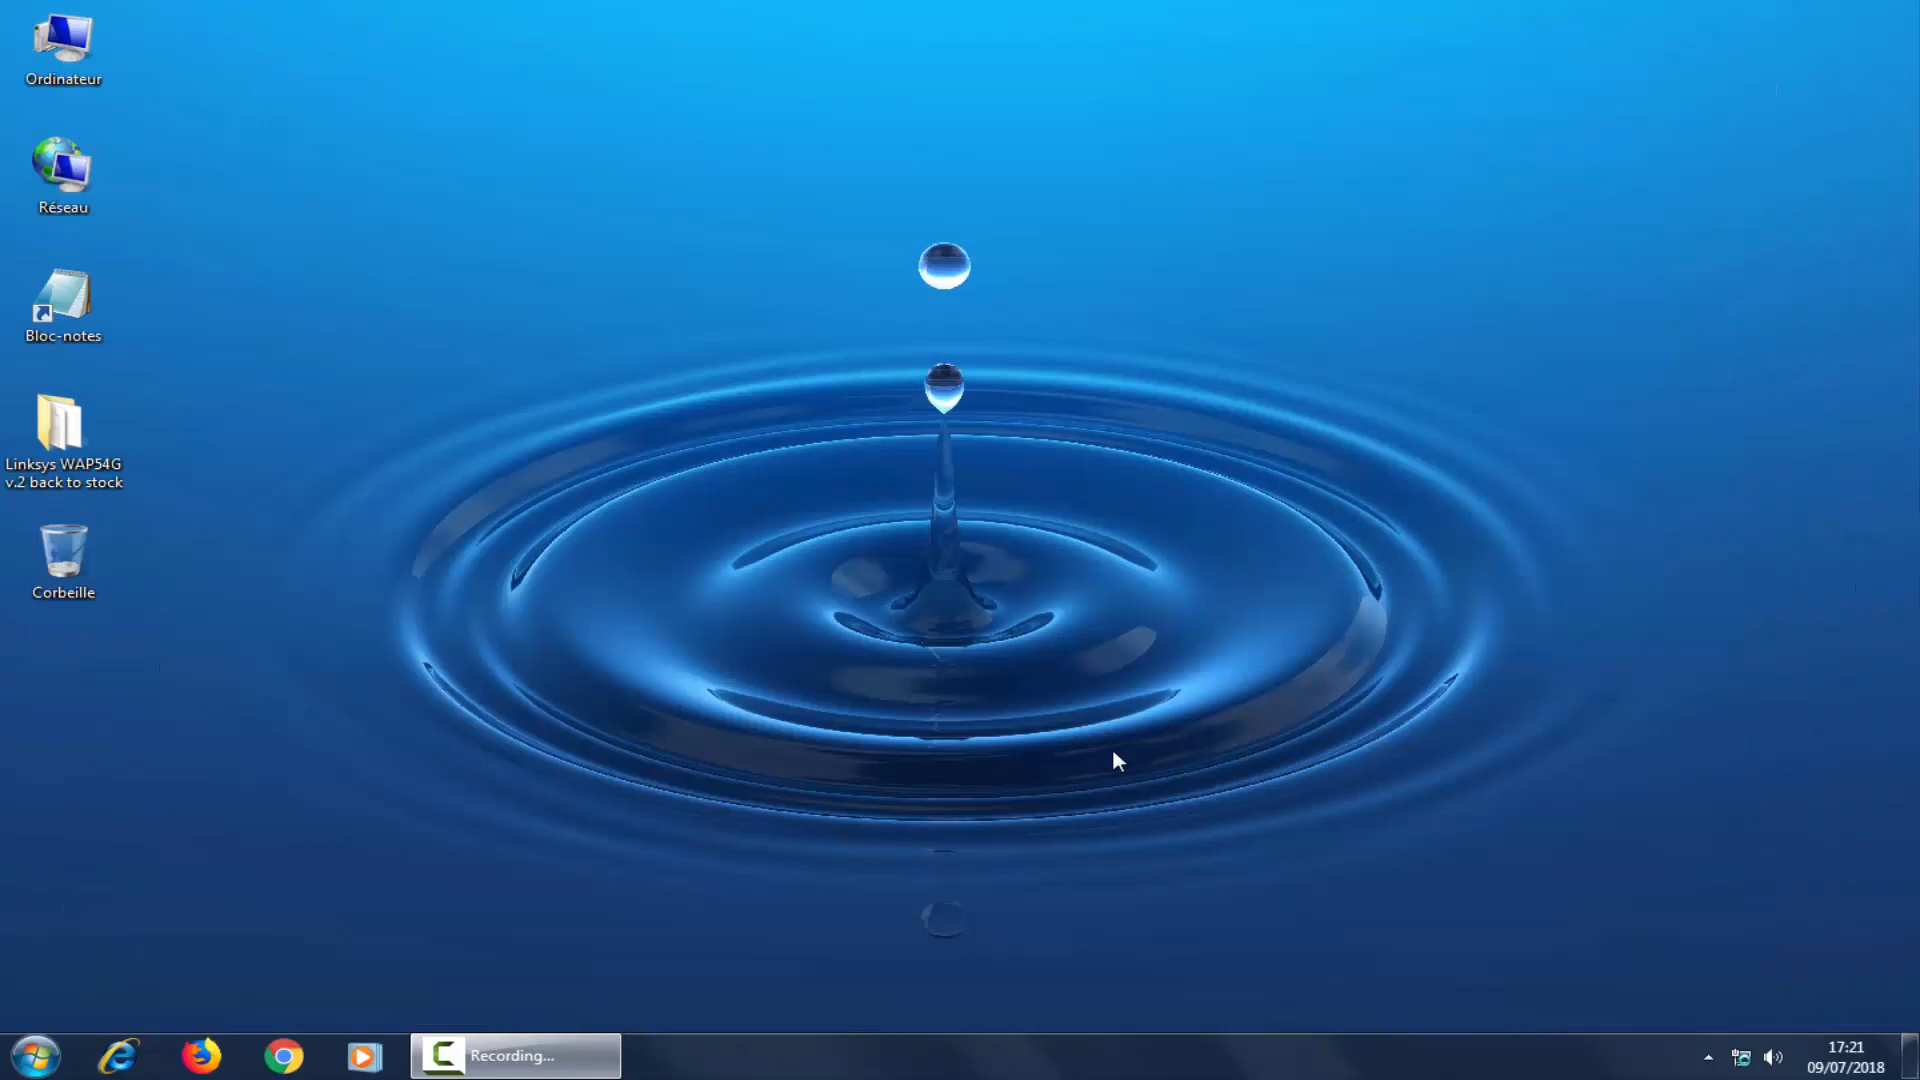 Ordinateur
Réseau
Bloc-notes
Linksys WAP54G
v.2 back to stock
Corbeille
Recording...
17:21
09/07/2018